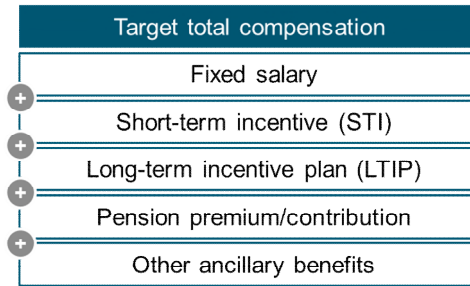 Target total compensation
Fixed salary
+
Short-term incentive (STI)
+
Long-term incentive plan (LTIP)
+
Pension premium/contribution
+
Other ancillary benefits